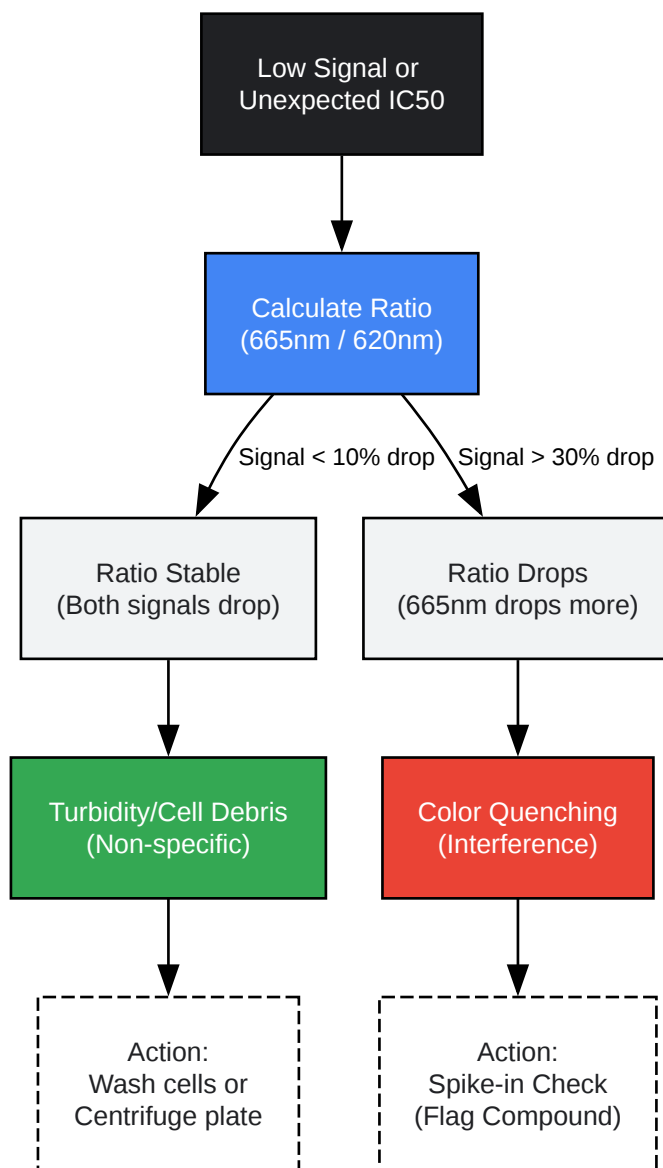 Low Signal or
Unexpected IC50
Calculate Ratio
(665nm / 620nm)
Signal < 10% drop
Signal > 30% drop
Ratio Stable
(Both signals drop)
Ratio Drops
(665nm drops more)
Turbidity/Cell Debris
(Non-specific)
Color Quenching
(Interference)
Action:
Wash cells or
Centrifuge plate
Action:
Spike-in Check
(Flag Compound)